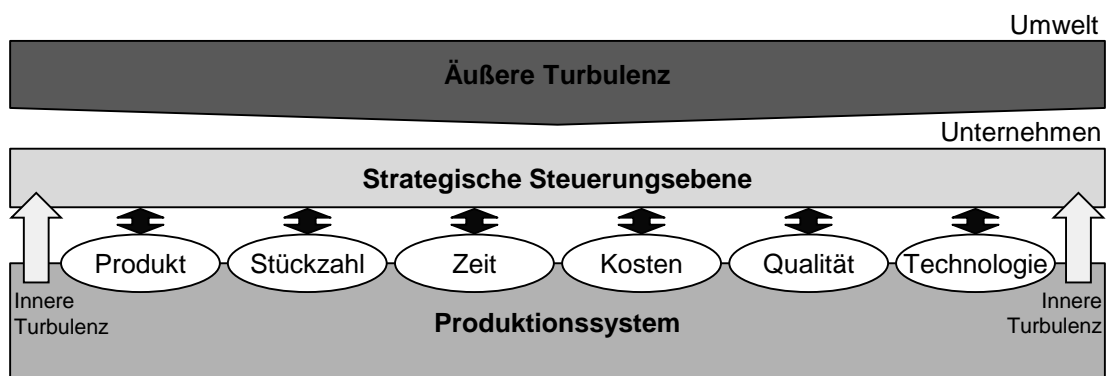 Umwelt
Äußere Turbulenz
Unternehmen
Strategische Steuerungsebene
Produkt
Stückzahl
Zeit
Kosten
Qualität
Technologie
Innere
Turbulenz
Produktionssystem
Innere
Turbulenz